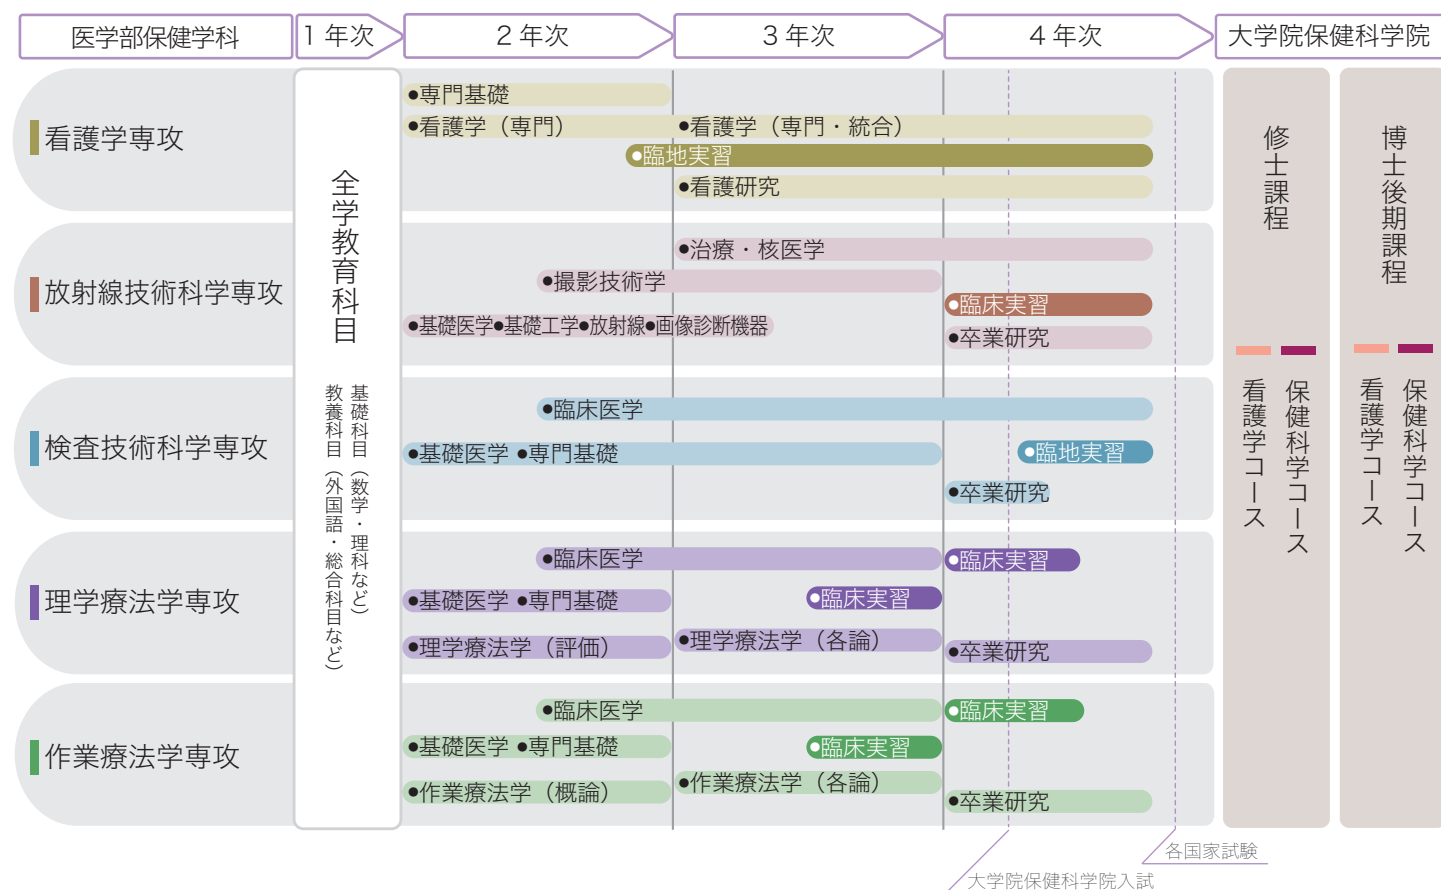 医学部保健学科
1 年次
2 年次
3 年次
4 年次
大学院保健科学院
全学教育科目
基礎科目（数学・理科など）
教養科目（外国語・総合科目など）
看護学専攻
●専門基礎
●看護学（専門）
●看護学（専門・統合）
●臨地実習
●看護研究
放射線技術科学専攻
●治療・核医学
●撮影技術学
●臨床実習
●基礎医学●基礎工学●放射線●画像診断機器
●卒業研究
検査技術科学専攻
●臨床医学
●基礎医学 ●専門基礎
●臨地実習
●卒業研究
理学療法学専攻
●臨床医学
●臨床実習
●基礎医学 ●専門基礎
●臨床実習
●理学療法学（評価）
●理学療法学（各論）
●卒業研究
作業療法学専攻
●臨床医学
●臨床実習
●基礎医学 ●専門基礎
●臨床実習
●作業療法学（概論）
●作業療法学（各論）
●卒業研究
修士課程
看護学コース
保健科学コース
博士後期課程
看護学コース
保健科学コース
各国家試験
大学院保健科学院入試